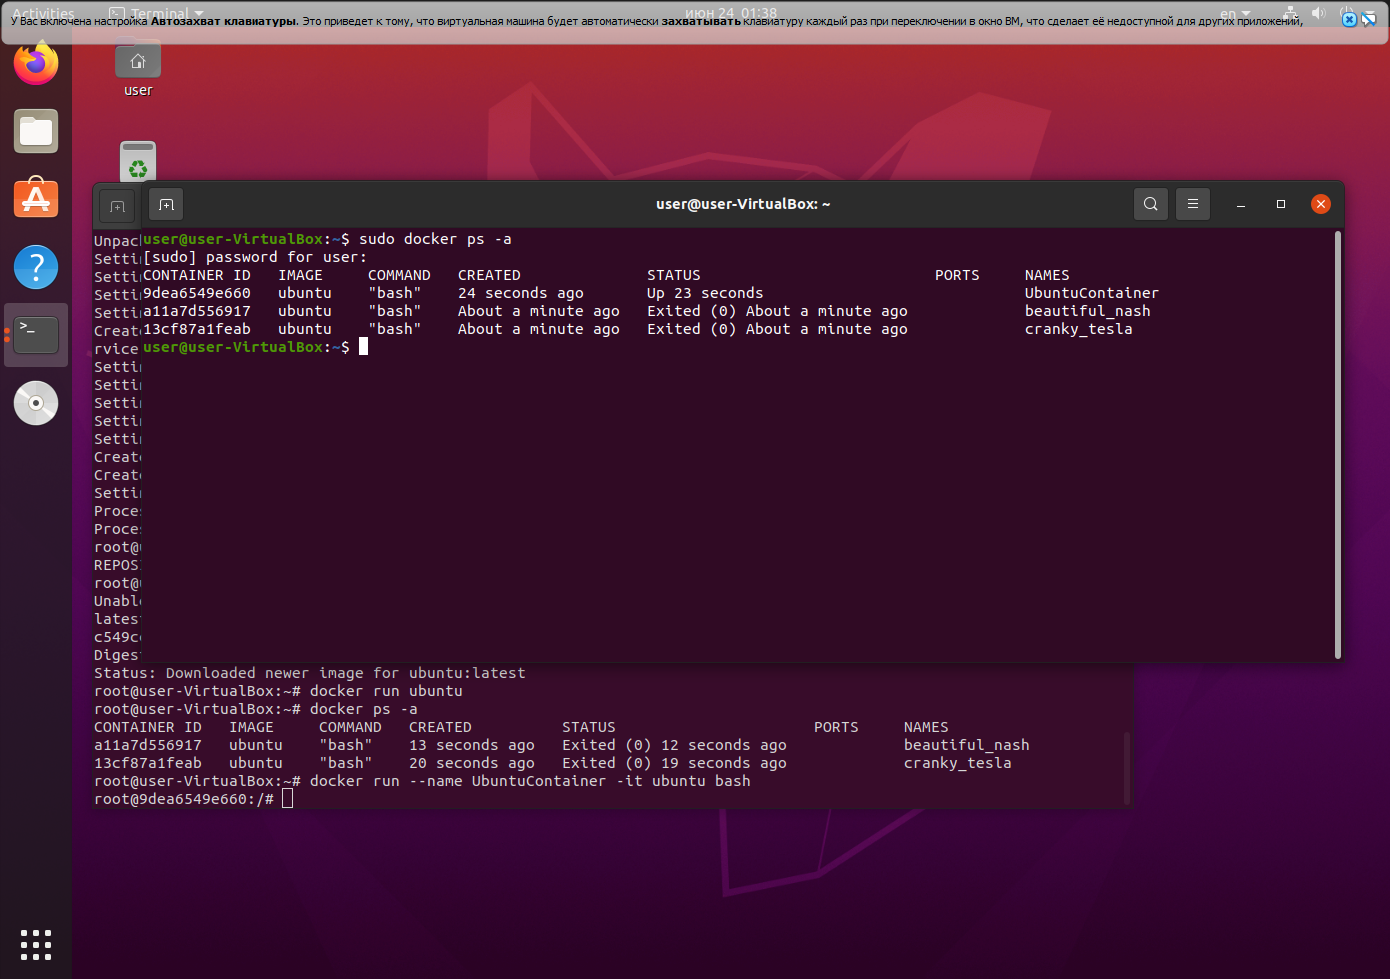 Activities
Terminal
июн 24 01:38
en
У Вас включена настройка Автозахват клавиатуры. Это приведет к тому, что виртуальная машина будет автоматически захватывать клавиатуру каждый раз при переключении в окно ВМ, что сделает её недоступной для других приложений,
user
user@user-VirtualBox: ~
user@user-VirtualBox:~$ sudo docker ps -a
[sudo] password for user:
CONTAINER ID IMAGE COMMAND CREATED STATUS PORTS NAMES
9dea6549e660 ubuntu "bash" 24 seconds ago Up 23 seconds UbuntuContainer
a11a7d556917 ubuntu "bash" About a minute ago Exited (0) About a minute ago beautiful_nash
13cf87a1feab ubuntu "bash" About a minute ago Exited (0) About a minute ago cranky_tesla
user@user-VirtualBox:~$
Unpac
Setti
Setti
Setti
Setti
Creat
rvice
Setti
Setti
Setti
Setti
Setti
Creat
Creat
Setti
Proce
Proce
root@
REPOS
root@
Unabl
lates
c549c
Diges
Status: Downloaded newer image for ubuntu:latest
root@user-VirtualBox:~# docker run ubuntu
root@user-VirtualBox:~# docker ps -a
CONTAINER ID IMAGE COMMAND CREATED STATUS PORTS NAMES
a11a7d556917 ubuntu "bash" 13 seconds ago Exited (0) 12 seconds ago beautiful_nash
13cf87a1feab ubuntu "bash" 20 seconds ago Exited (0) 19 seconds ago cranky_tesla
root@user-VirtualBox:~# docker run --name UbuntuContainer -it ubuntu bash
root@9dea6549e660:/#